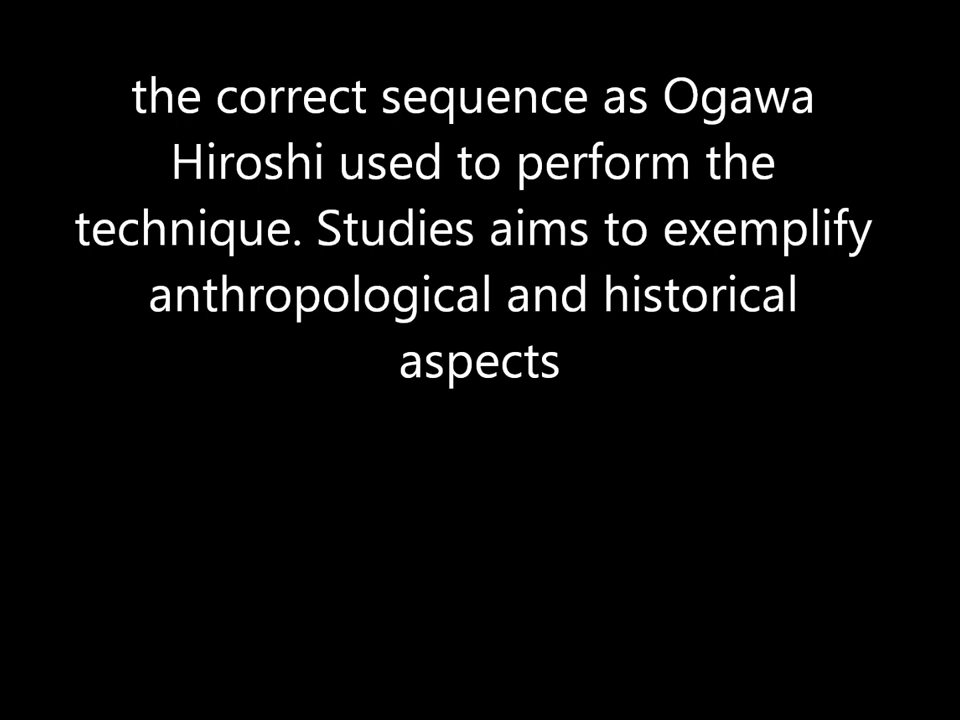 the correct sequence as Ogawa
Hiroshi used to perform the
technique. Studies aims to exemplify
anthropological and historical
aspects